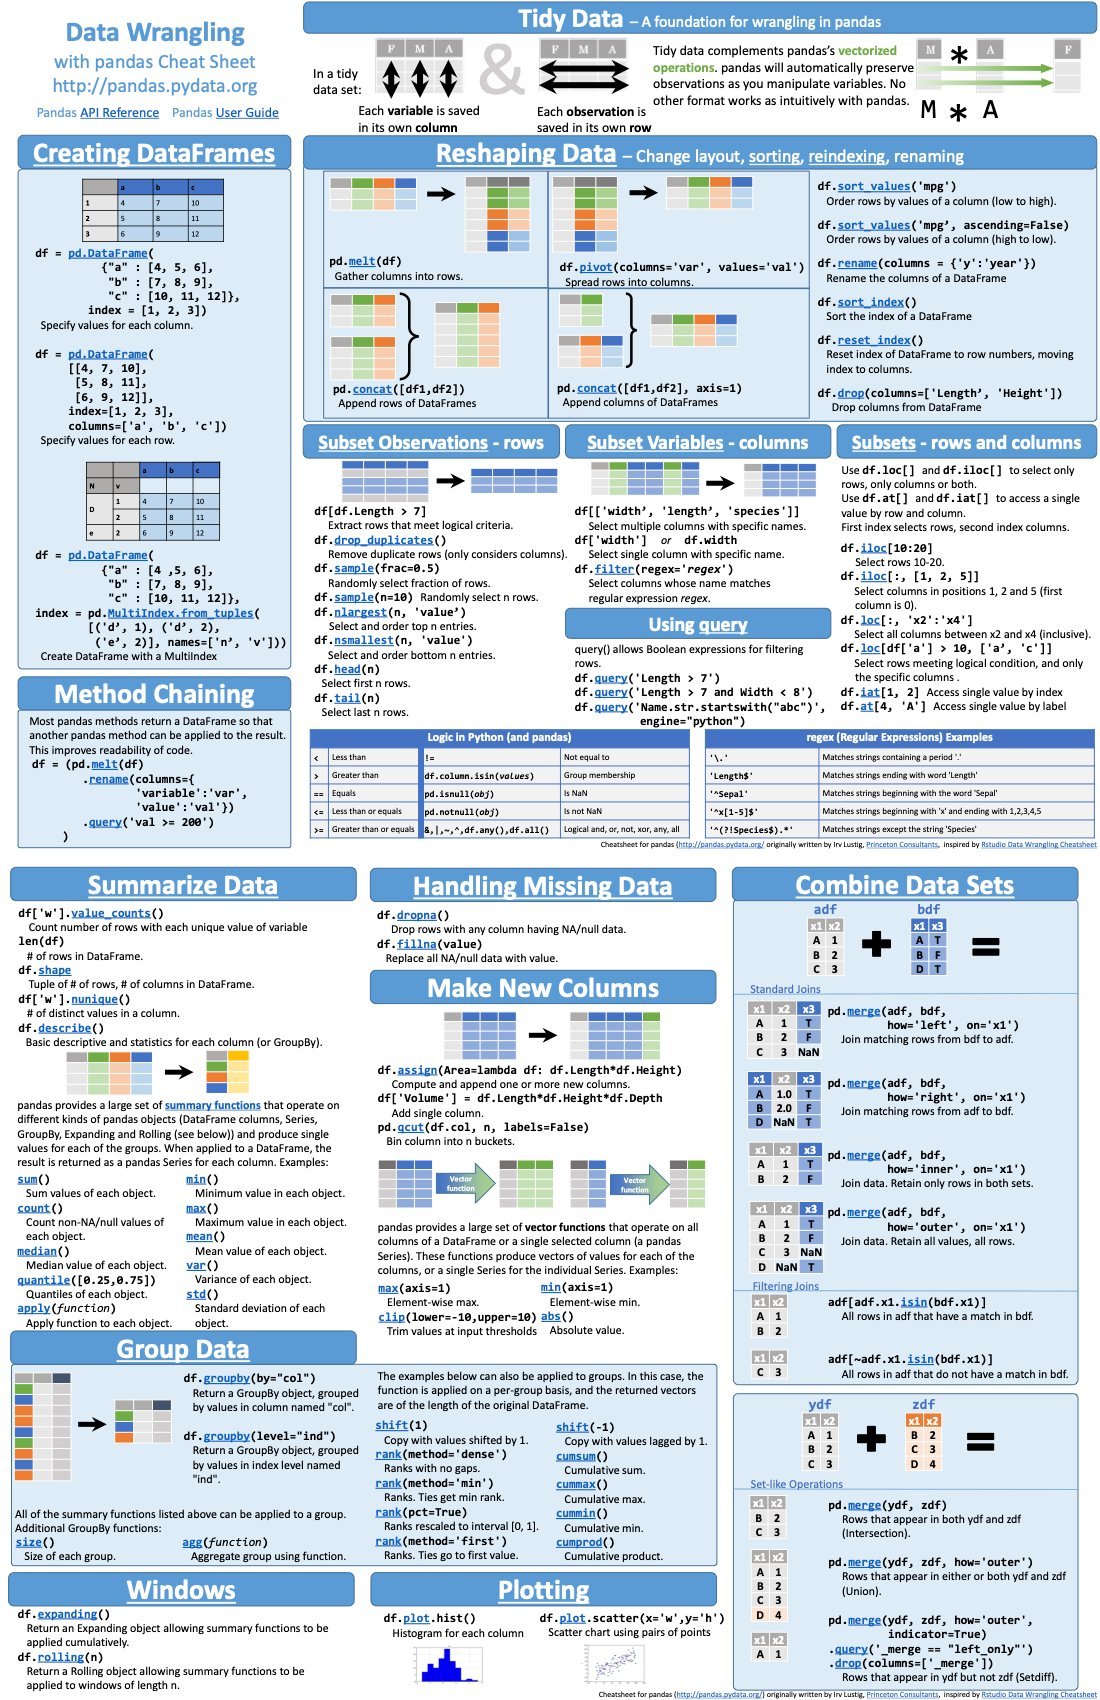 Data Wrangling
with pandas Cheat Sheet
http://pandas.pydata.org
Pandas API Reference Pandas User Guide
Tidy Data – A foundation for wrangling in pandas
In a tidy
data set:
F M A
Each variable is saved
in its own column
&
F M A
Each observation is
saved in its own row
Tidy data complements pandas's vectorized
operations. pandas will automatically preserve
observations as you manipulate variables. No
other format works as intuitively with pandas.
M * A F
M * A
Creating DataFrames
a b c
1 4 7 10
2 5 8 11
3 6 9 12
df = pd.DataFrame(
{"a" : [4, 5, 6],
"b" : [7, 8, 9],
"c" : [10, 11, 12]},
index = [1, 2, 3])
Specify values for each column.
df = pd.DataFrame(
[[4, 7, 10],
[5, 8, 11],
[6, 9, 12]],
index=[1, 2, 3],
columns=['a', 'b', 'c'])
Specify values for each row.
a b c
N v
D 1 4 7 10
2 5 8 11
e 2 6 9 12
df = pd.DataFrame(
{"a" : [4 ,5, 6],
"b" : [7, 8, 9],
"c" : [10, 11, 12]},
index = pd.MultiIndex.from_tuples(
[('d’, 1), ('d’, 2),
('e’, 2)], names=['n’, 'v']))
Create DataFrame with a MultiIndex
Method Chaining
Most pandas methods return a DataFrame so that
another pandas method can be applied to the result.
This improves readability of code.
df = (pd.melt(df)
.rename(columns={
'variable':'var',
'value':'val'})
.query('val >= 200')
)
Reshaping Data – Change layout, sorting, reindexing, renaming
pd.melt(df)
Gather columns into rows.
df.pivot(columns='var', values='val')
Spread rows into columns.
pd.concat([df1,df2])
Append rows of DataFrames
pd.concat([df1,df2], axis=1)
Append columns of DataFrames
df.sort_values('mpg')
Order rows by values of a column (low to high).
df.sort_values('mpg’, ascending=False)
Order rows by values of a column (high to low).
df.rename(columns = {'y':'year'})
Rename the columns of a DataFrame
df.sort_index()
Sort the index of a DataFrame
df.reset_index()
Reset index of DataFrame to row numbers, moving
index to columns.
df.drop(columns=['Length’, 'Height'])
Drop columns from DataFrame
Subset Observations - rows
df[df.Length > 7]
Extract rows that meet logical criteria.
df.drop_duplicates()
Remove duplicate rows (only considers columns).
df.sample(frac=0.5)
Randomly select fraction of rows.
df.sample(n=10) Randomly select n rows.
df.nlargest(n, 'value’)
Select and order top n entries.
df.nsmallest(n, 'value')
Select and order bottom n entries.
df.head(n)
Select first n rows.
df.tail(n)
Select last n rows.
Subset Variables - columns
df[['width’, 'length’, 'species']]
Select multiple columns with specific names.
df['width'] or df.width
Select single column with specific name.
df.filter(regex='regex')
Select columns whose name matches
regular expression regex.
Using query
query() allows Boolean expressions for filtering
rows.
df.query('Length > 7')
df.query('Length > 7 and Width < 8')
df.query('Name.str.startswith("abc")',
engine="python")
Subsets - rows and columns
Use df.loc[] and df.iloc[] to select only
rows, only columns or both.
Use df.at[] and df.iat[] to access a single
value by row and column.
First index selects rows, second index columns.
df.iloc[10:20]
Select rows 10-20.
df.iloc[:, [1, 2, 5]]
Select columns in positions 1, 2 and 5 (first
column is 0).
df.loc[:, 'x2':'x4']
Select all columns between x2 and x4 (inclusive).
df.loc[df['a'] > 10, ['a’, 'c']]
Select rows meeting logical condition, and only
the specific columns .
df.iat[1, 2] Access single value by index
df.at[4, 'A'] Access single value by label
Logic in Python (and pandas)
< Less than != Not equal to
> Greater than df.column.isin(values) Group membership
== Equals pd.isnull(obj) Is NaN
<= Less than or equals pd.notnull(obj) Is not NaN
>= Greater than or equals &,|,~,^,df.any(),df.all() Logical and, or, not, xor, any, all
regex (Regular Expressions) Examples
'\.' Matches strings containing a period '.'
'Length$' Matches strings ending with word 'Length'
'^Sepal' Matches strings beginning with the word 'Sepal'
'^x[1-5]$' Matches strings beginning with 'x' and ending with 1,2,3,4,5
'^(?!Species$).*' Matches strings except the string 'Species'
Cheatsheet for pandas (http://pandas.pydata.org/ originally written by Irv Lustig, Princeton Consultants, inspired by Rstudio Data Wrangling Cheatsheet
Summarize Data
df['w'].value_counts()
Count number of rows with each unique value of variable
len(df)
# of rows in DataFrame.
df.shape
Tuple of # of rows, # of columns in DataFrame.
df['w'].nunique()
# of distinct values in a column.
df.describe()
Basic descriptive and statistics for each column (or GroupBy).
pandas provides a large set of summary functions that operate on
different kinds of pandas objects (DataFrame columns, Series,
GroupBy, Expanding and Rolling (see below)) and produce single
values for each of the groups. When applied to a DataFrame, the
result is returned as a pandas Series for each column. Examples:
sum()
Sum values of each object.
count()
Count non-NA/null values of
each object.
median()
Median value of each object.
quantile([0.25,0.75])
Quantiles of each object.
apply(function)
Apply function to each object.
min()
Minimum value in each object.
max()
Maximum value in each object.
mean()
Mean value of each object.
var()
Variance of each object.
std()
Standard deviation of each
object.
Handling Missing Data
df.dropna()
Drop rows with any column having NA/null data.
df.fillna(value)
Replace all NA/null data with value.
Make New Columns
df.assign(Area=lambda df: df.Length*df.Height)
Compute and append one or more new columns.
df['Volume'] = df.Length*df.Height*df.Depth
Add single column.
pd.qcut(df.col, n, labels=False)
Bin column into n buckets.
Vector
function
Vector
function
pandas provides a large set of vector functions that operate on all
columns of a DataFrame or a single selected column (a pandas
Series). These functions produce vectors of values for each of the
columns, or a single Series for the individual Series. Examples:
max(axis=1)
Element-wise max.
clip(lower=-10,upper=10)
Trim values at input thresholds
min(axis=1)
Element-wise min.
abs()
Absolute value.
Group Data
df.groupby(by="col")
Return a GroupBy object, grouped
by values in column named "col".
df.groupby(level="ind")
Return a GroupBy object, grouped
by values in index level named
"ind".
All of the summary functions listed above can be applied to a group.
Additional GroupBy functions:
size()
Size of each group.
agg(function)
Aggregate group using function.
The examples below can also be applied to groups. In this case, the
function is applied on a per-group basis, and the returned vectors
are of the length of the original DataFrame.
shift(1)
Copy with values shifted by 1.
rank(method='dense')
Ranks with no gaps.
rank(method='min')
Ranks. Ties get min rank.
rank(pct=True)
Ranks rescaled to interval [0, 1].
rank(method='first')
Ranks. Ties go to first value.
shift(-1)
Copy with values lagged by 1.
cumsum()
Cumulative sum.
cummax()
Cumulative max.
cummin()
Cumulative min.
cumprod()
Cumulative product.
Windows
df.expanding()
Return an Expanding object allowing summary functions to be
applied cumulatively.
df.rolling(n)
Return a Rolling object allowing summary functions to be
applied to windows of length n.
Plotting
df.plot.hist()
Histogram for each column
df.plot.scatter(x='w',y='h')
Scatter chart using pairs of points
Combine Data Sets
adf bdf
x1 x2 x1 x3
A 1 A T
B 2 B F
C 3 D T
+ =
Standard Joins
x1 x2 x3
A 1 T
B 2 F
C 3 NaN
pd.merge(adf, bdf,
how='left', on='x1')
Join matching rows from bdf to adf.
x1 x2 x3
A 1.0 T
B 2.0 F
D NaN T
pd.merge(adf, bdf,
how='right', on='x1')
Join matching rows from adf to bdf.
x1 x2 x3
A 1 T
B 2 F
pd.merge(adf, bdf,
how='inner', on='x1')
Join data. Retain only rows in both sets.
x1 x2 x3
A 1 T
B 2 F
C 3 NaN
D NaN T
pd.merge(adf, bdf,
how='outer', on='x1')
Join data. Retain all values, all rows.
Filtering Joins
x1 x2
A 1
B 2
adf[adf.x1.isin(bdf.x1)]
All rows in adf that have a match in bdf.
x1 x2
C 3
adf[~adf.x1.isin(bdf.x1)]
All rows in adf that do not have a match in bdf.
ydf zdf
x1 x2 x1 x2
A 1 B 2
B 2 C 3
C 3 D 4
+ =
Set-like Operations
x1 x2
B 2
C 3
pd.merge(ydf, zdf)
Rows that appear in both ydf and zdf
(Intersection).
x1 x2
A 1
B 2
C 3
D 4
pd.merge(ydf, zdf, how='outer')
Rows that appear in either or both ydf and zdf
(Union).
x1 x2
A 1
pd.merge(ydf, zdf, how='outer',
indicator=True)
.query('_merge == "left_only"')
.drop(columns=['_merge'])
Rows that appear in ydf but not zdf (Setdiff).
Cheatsheet for pandas (http://pandas.pydata.org/) originally written by Irv Lustig, Princeton Consultants, inspired by Rstudio Data Wrangling Cheatsheet